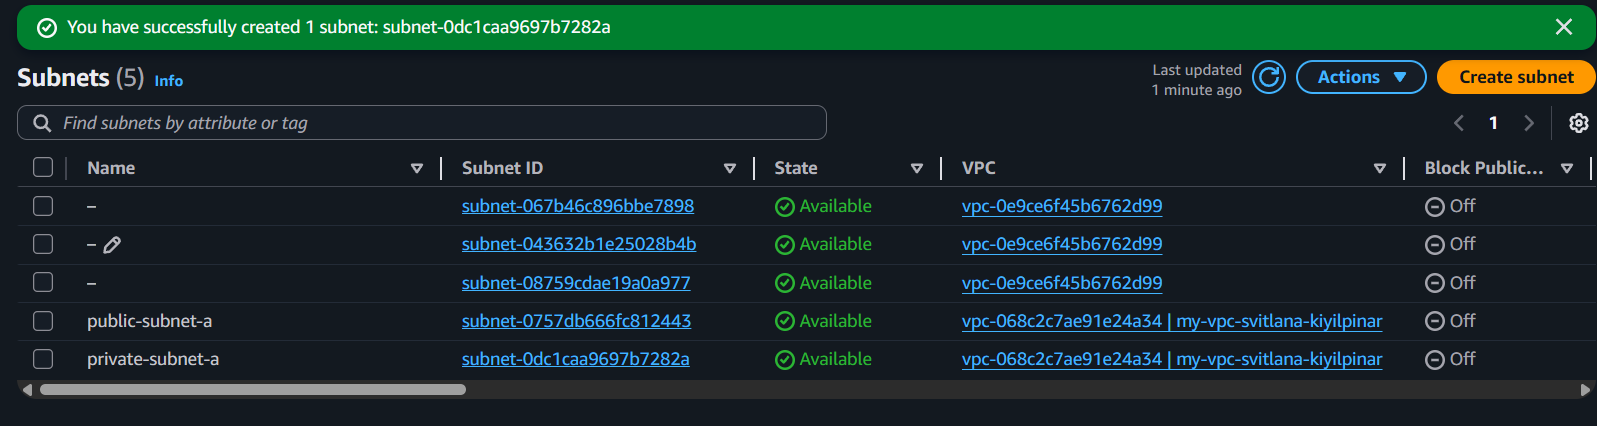 You have successfully created 1 subnet: subnet-0dc1caa9697b7282a
Subnets (5) Info
Last updated
1 minute ago
Actions
Create subnet
Find subnets by attribute or tag
1
Name Subnet ID State VPC Block Public...
– subnet-067b46c896bbe7898 Available vpc-0e9ce6f45b6762d99 Off
– subnet-043632b1e25028b4b Available vpc-0e9ce6f45b6762d99 Off
– subnet-08759cdae19a0a977 Available vpc-0e9ce6f45b6762d99 Off
public-subnet-a subnet-0757db666fc812443 Available vpc-068c2c7ae91e24a34 | my-vpc-svitlana-kiyilpinar Off
private-subnet-a subnet-0dc1caa9697b7282a Available vpc-068c2c7ae91e24a34 | my-vpc-svitlana-kiyilpinar Off